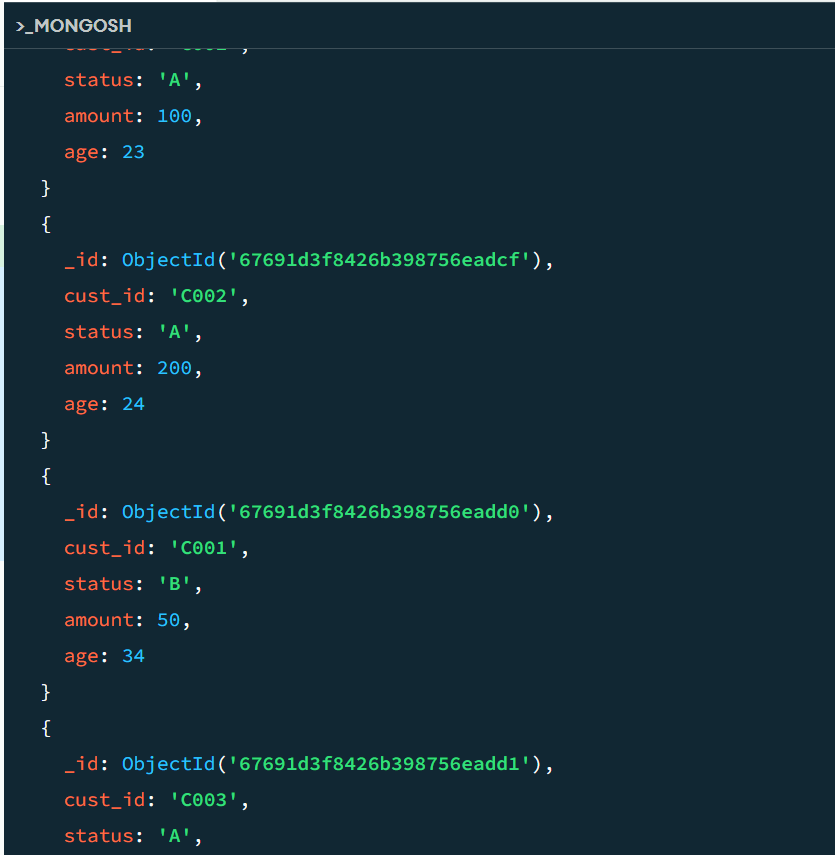 >_MONGOSH
status: 'A',
amount: 100,
age: 23
}
{
_id: ObjectId('67691d3f8426b398756eadcf'),
cust_id: 'C002',
status: 'A',
amount: 200,
age: 24
}
{
_id: ObjectId('67691d3f8426b398756eadd0'),
cust_id: 'C001',
status: 'B',
amount: 50,
age: 34
}
{
_id: ObjectId('67691d3f8426b398756eadd1'),
cust_id: 'C003',
status: 'A',